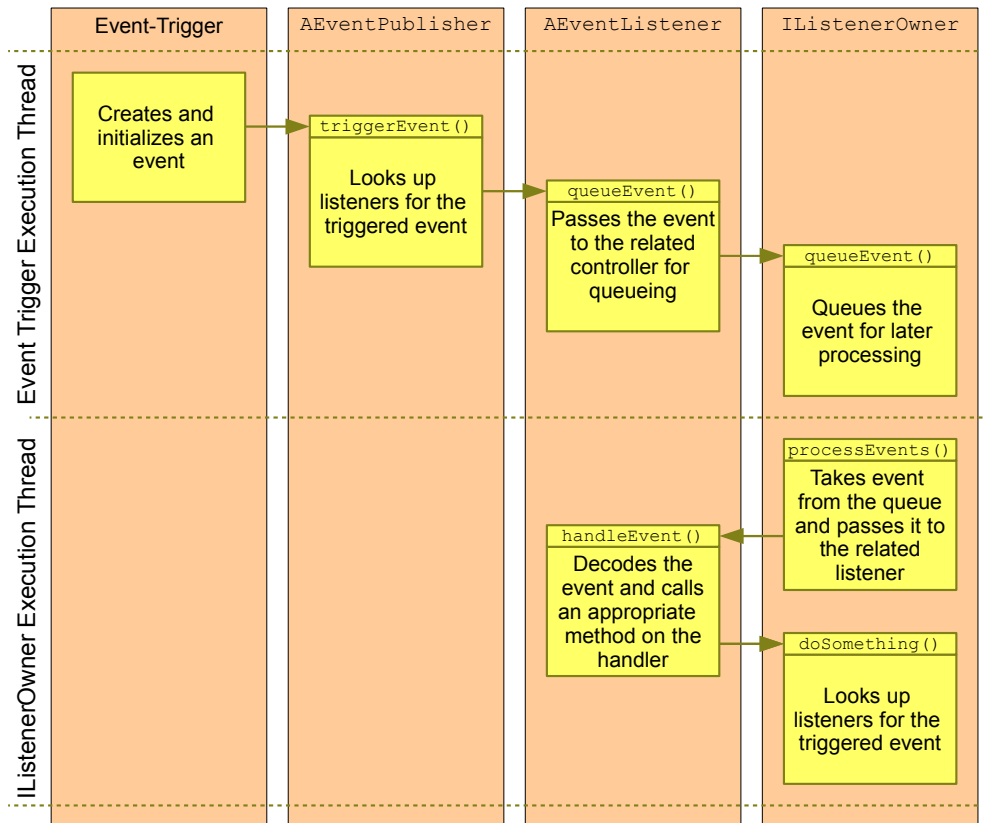 Event-Trigger
AEventPublisher
AEventListener
IListenerOwner
Event Trigger Execution Thread
Creates and
initializes an
event
triggerEvent()
Looks up
listeners for the
triggered event
queueEvent()
Passes the event
to the related
controller for
queueing
queueEvent()
Queues the
event for later
processing
IListenerOwner Execution Thread
processEvents()
Takes event
from the queue
and passes it to
the related
listener
handleEvent()
Decodes the
event and calls
an appropriate
method on the
handler
doSomething()
Looks up
listeners for the
triggered event